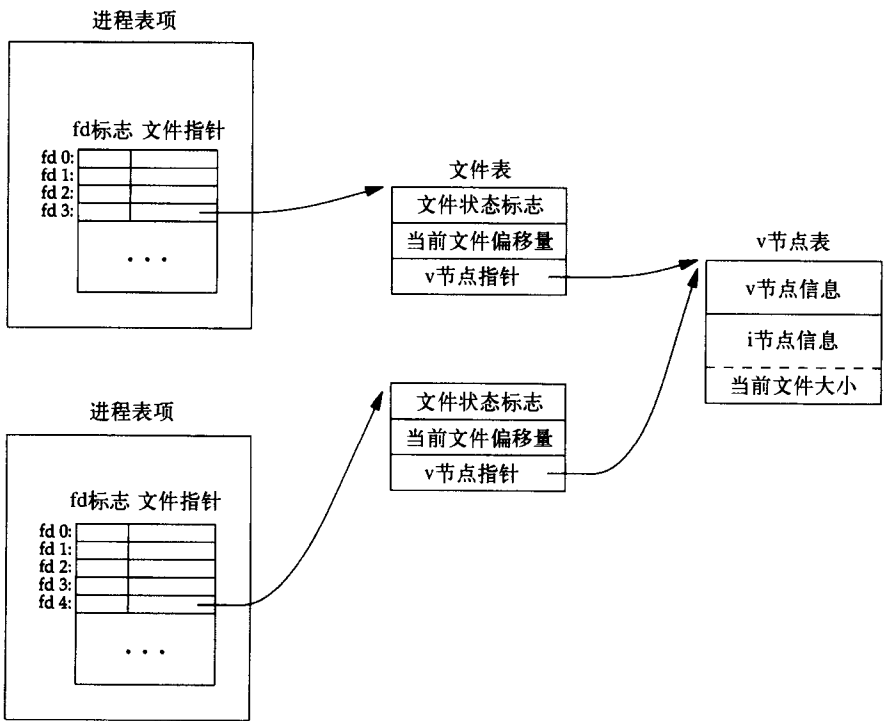 进程表项
fd标志 文件指针
fd 0:
fd 1:
fd 2:
fd 3:
...
文件表
文件状态标志
当前文件偏移量
v节点指针
v节点表
v节点信息
i节点信息
当前文件大小
文件状态标志
当前文件偏移量
v节点指针
进程表项
fd标志 文件指针
fd 0:
fd 1:
fd 2:
fd 3:
fd 4:
...